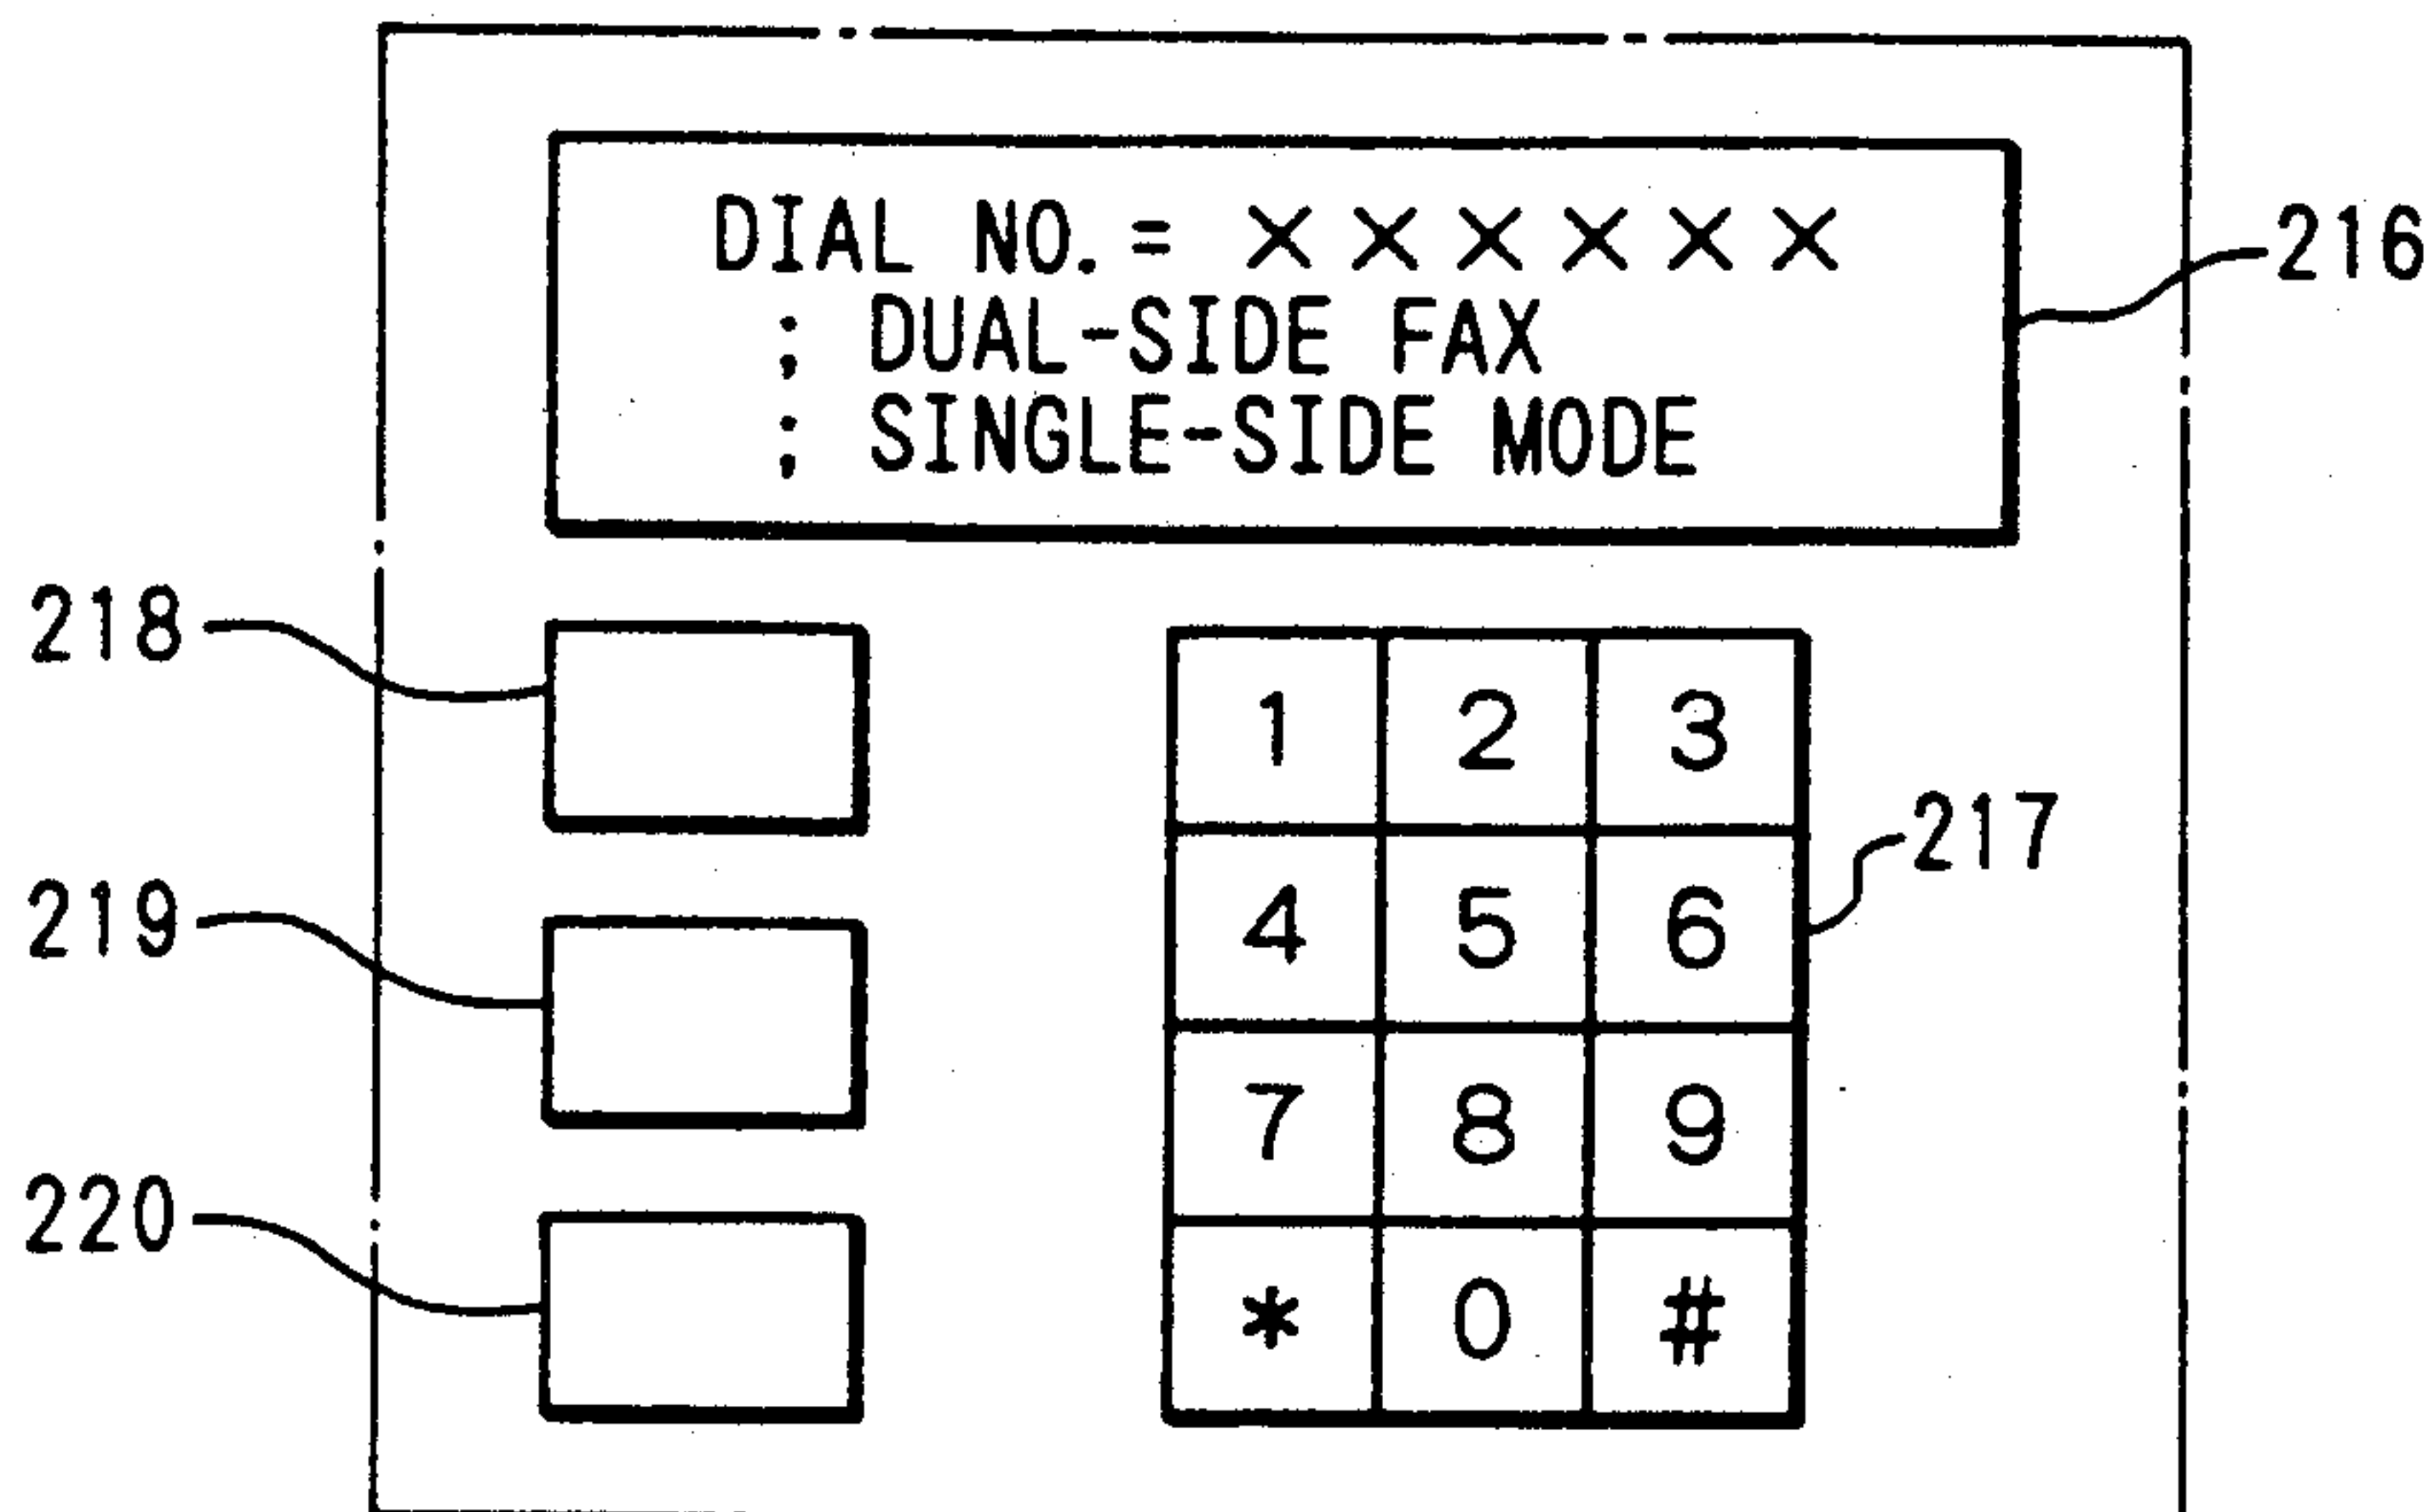 DIAL NO.= ××××××
; DUAL-SIDE FAX
; SINGLE-SIDE MODE
216
218
1 2 3
217
4 5 6
219
7 8 9
220
* 0 #